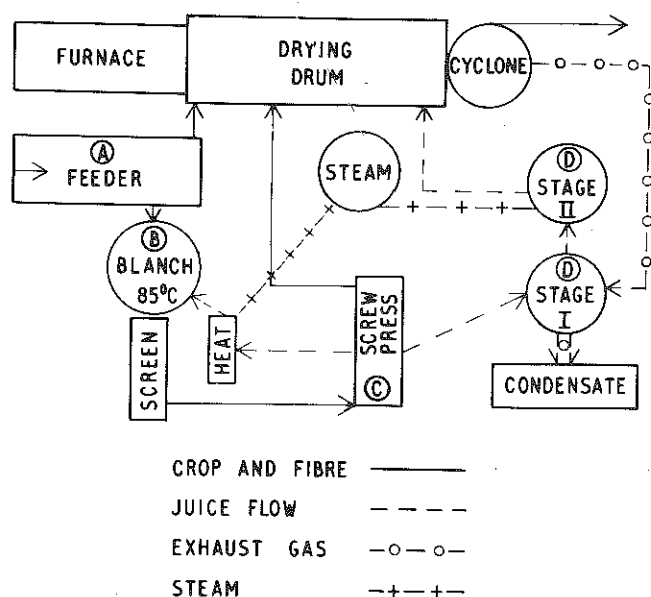 FURNACE
DRYING
DRUM
CYCLONE
A
FEEDER
STEAM
D
STAGE
II
B
BLANCH
85°C
D
STAGE
I
SCREEN
HEAT
SCREW
PRESS
C
CONDENSATE
CROP AND FIBRE
JUICE FLOW
EXHAUST GAS
STEAM